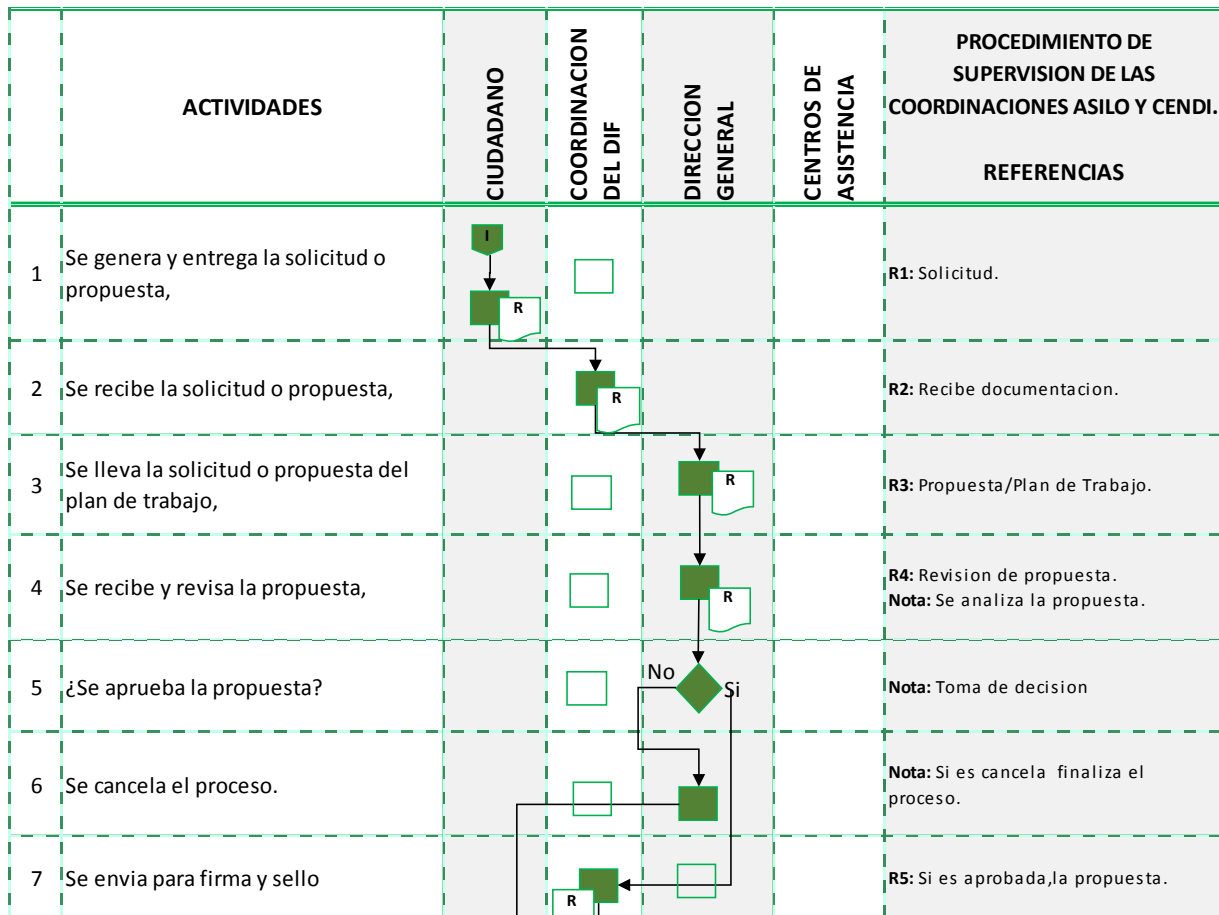 ACTIVIDADES
CIUDADANO
COORDINACION
DEL DIF
DIRECCION
GENERAL
CENTROS DE
ASISTENCIA
PROCEDIMIENTO DE
SUPERVISION DE LAS
COORDINACIONES ASILO Y CENDI.
REFERENCIAS
I
1
Se genera y entrega la solicitud o
propuesta,
R
R1: Solicitud.
2
Se recibe la solicitud o propuesta,
R
R2: Recibe documentacion.
3
Se lleva la solicitud o propuesta del
plan de trabajo,
R
R3: Propuesta/Plan de Trabajo.
4
Se recibe y revisa la propuesta,
R
R4: Revision de propuesta.
Nota: Se analiza la propuesta.
5
¿Se aprueba la propuesta?
No
Si
Nota: Toma de decision
6
Se cancela el proceso.
Nota: Si es cancela finaliza el
proceso.
7
Se envia para firma y sello
R
R5: Si es aprobada,la propuesta.